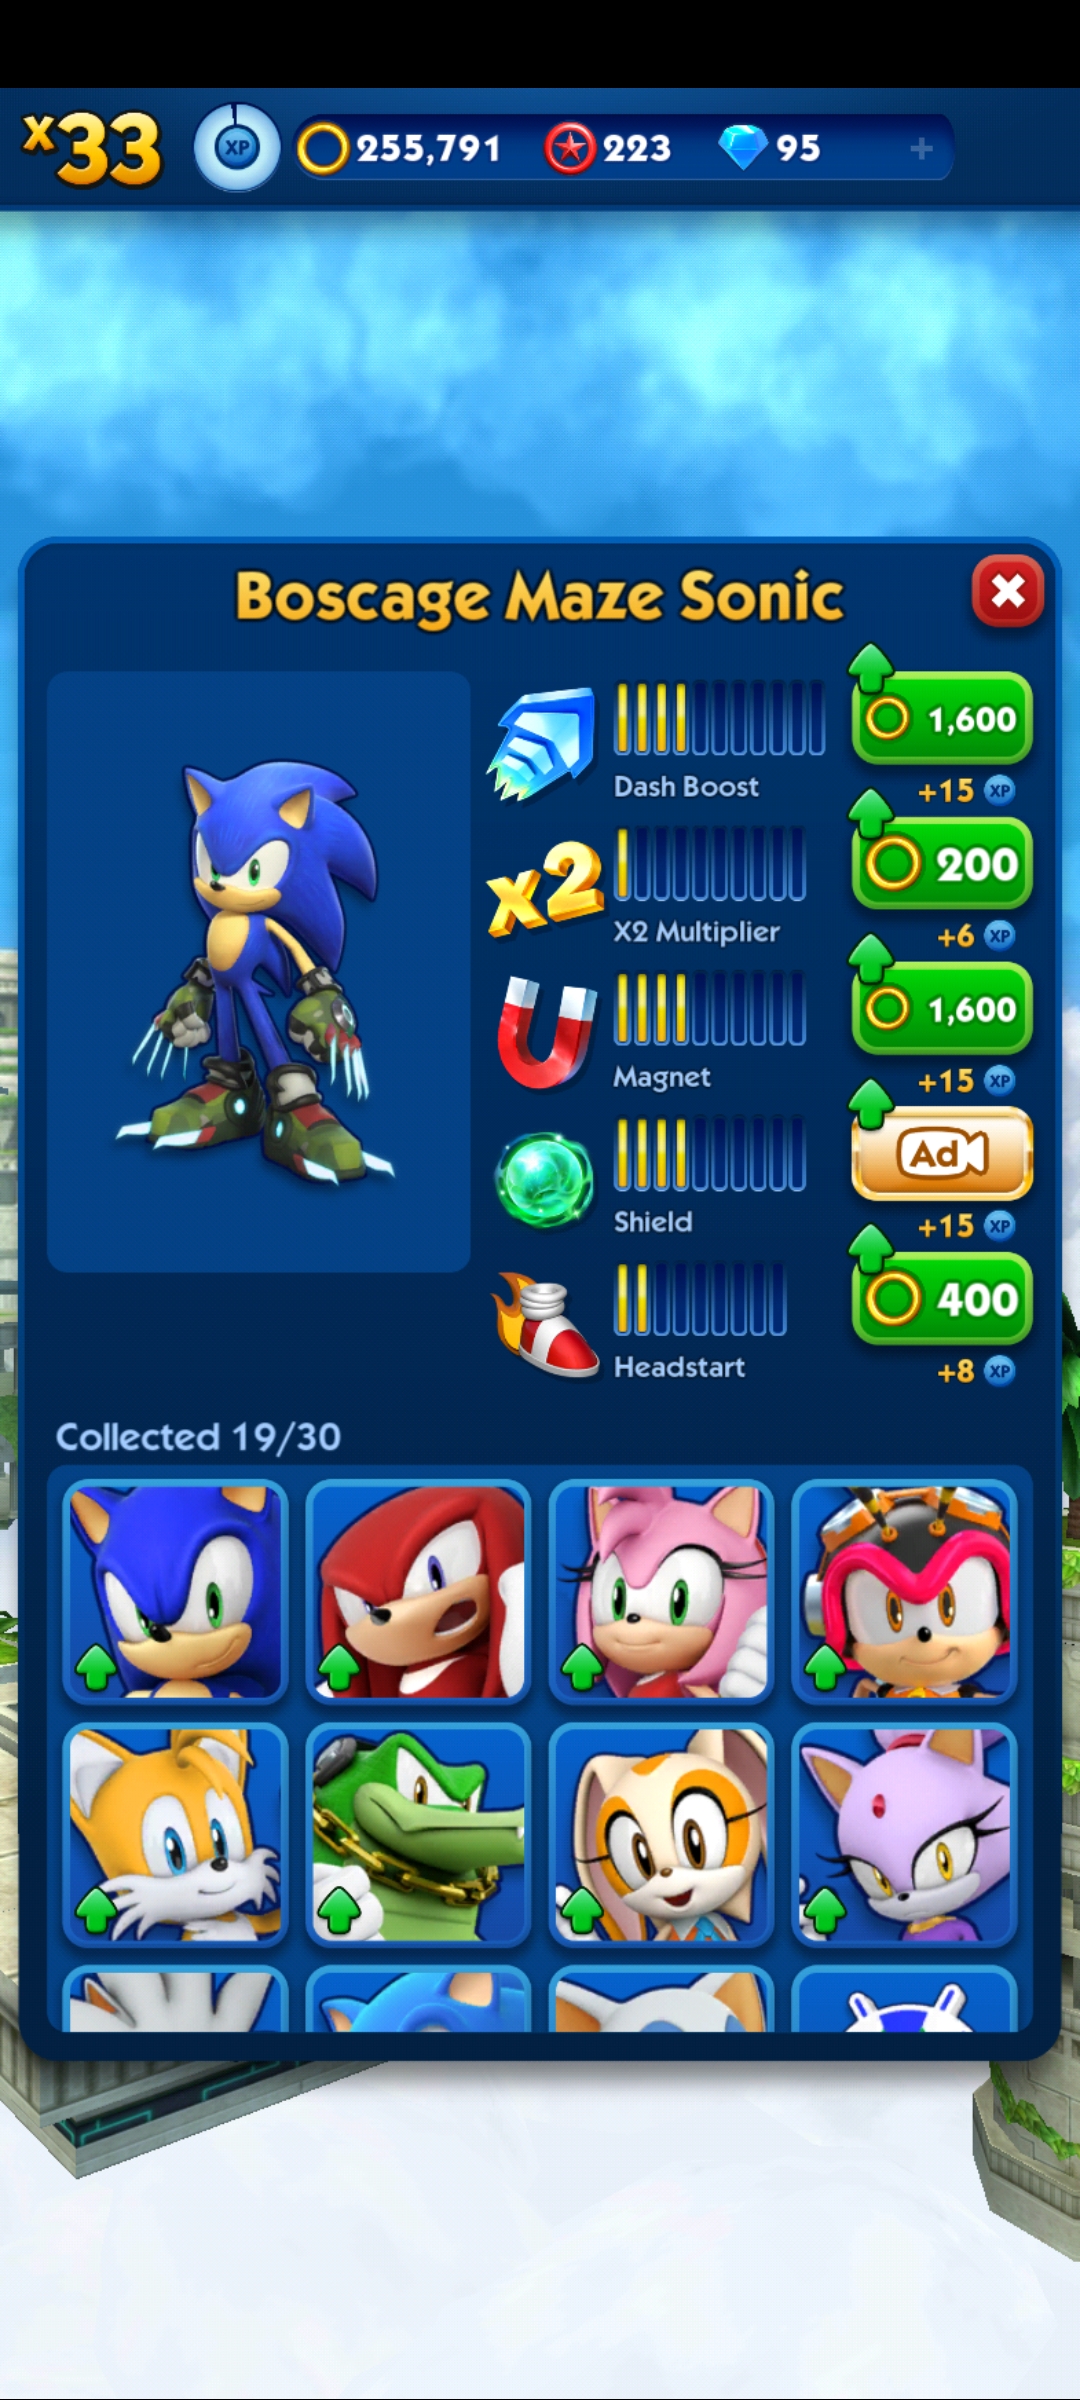 x33 XP 255,791 223 95 +
Boscage Maze Sonic
1,600
Dash Boost
+15 XP
x2
200
X2 Multiplier
+6 XP
1,600
Magnet
+15 XP
Ad
Shield
+15 XP
400
Headstart
+8 XP
Collected 19/30